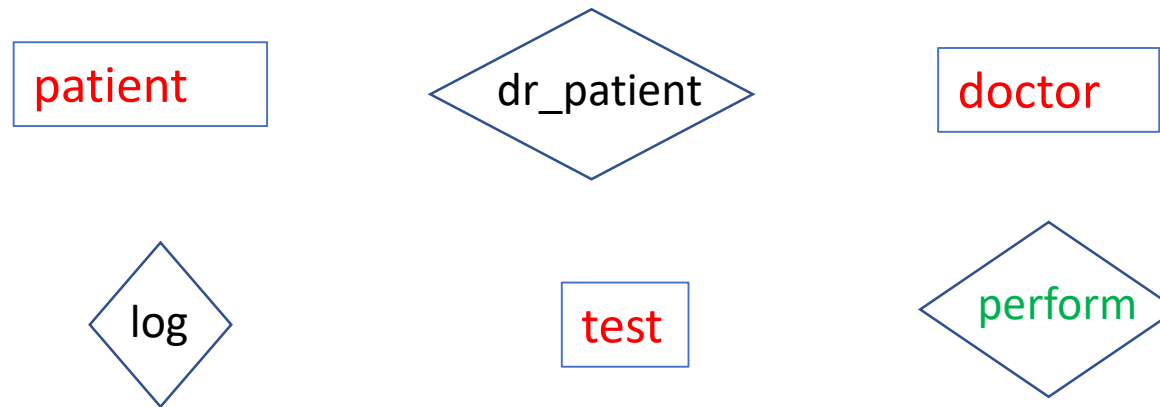 patient
dr_patient
doctor
log
test
perform